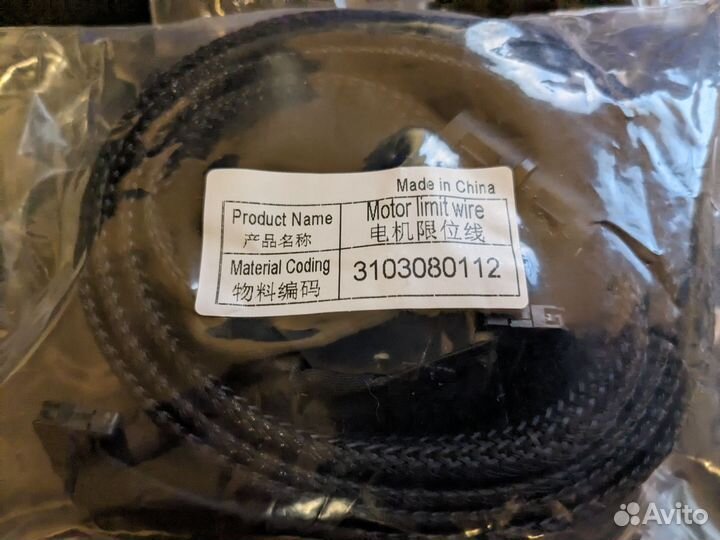 Made in China
Product Name
产品名称
Motor limit wire
电机限位线
Material Coding
物料编码
3103080112
Avito